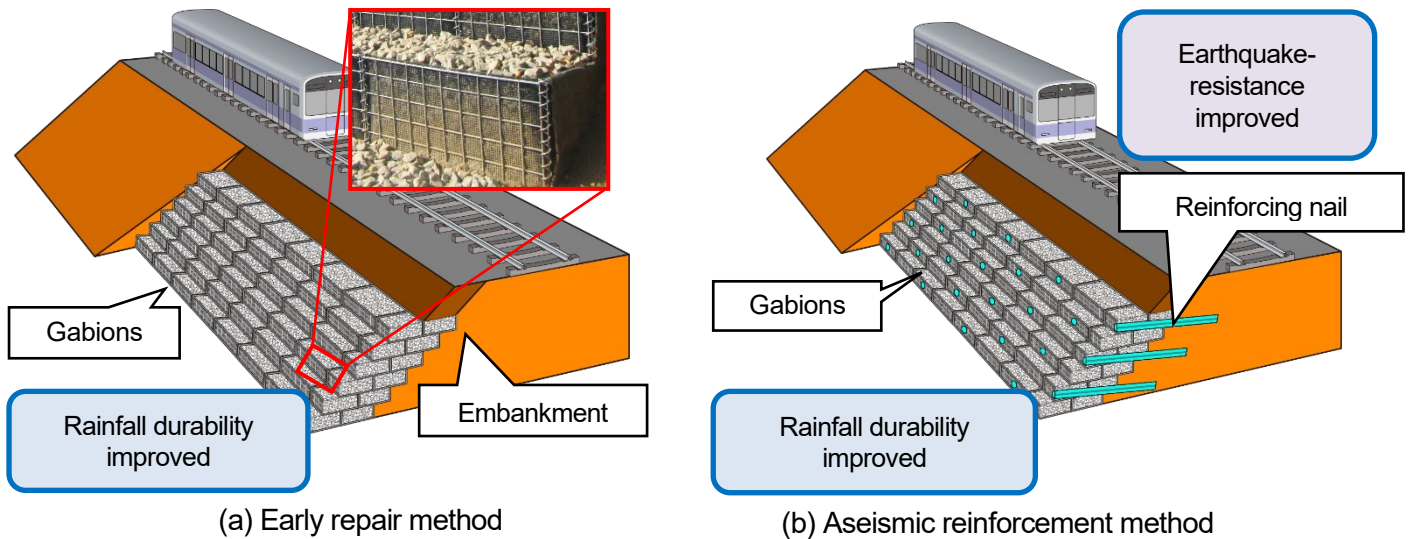 Gabions
Rainfall durability
improved
Embankment
(a) Early repair method
Earthquake-
resistance
improved
Reinforcing nail
Gabions
Rainfall durability
improved
(b) Aseismic reinforcement method